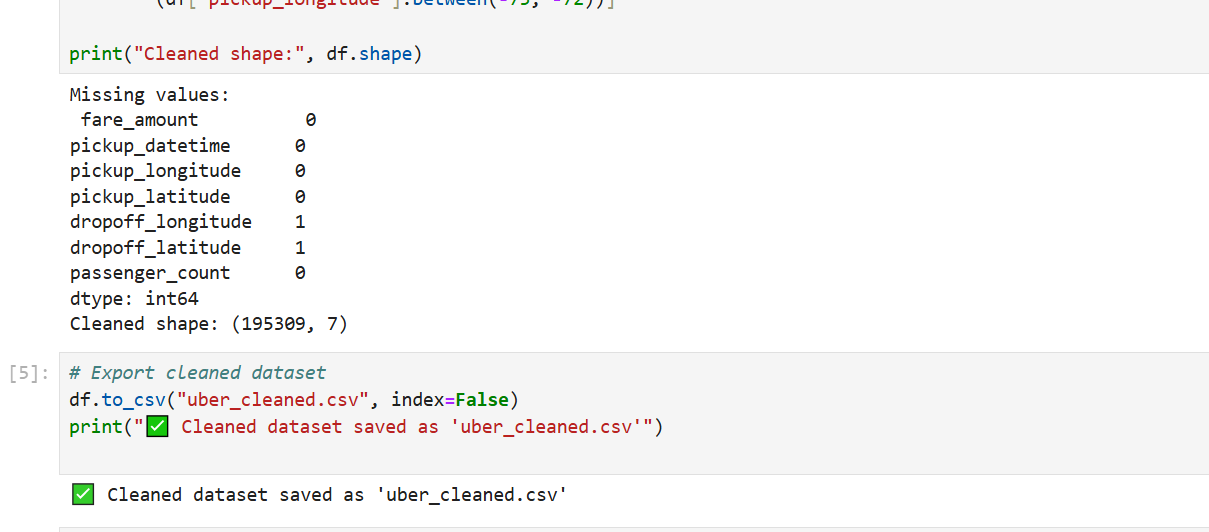 (df['pickup_longitude'].between(-75, -72))]
print("Cleaned shape:", df.shape)
Missing values:
 fare_amount          0
pickup_datetime      0
pickup_longitude     0
pickup_latitude      0
dropoff_longitude    1
dropoff_latitude     1
passenger_count      0
dtype: int64
Cleaned shape: (195309, 7)
[5]: # Export cleaned dataset
df.to_csv("uber_cleaned.csv", index=False)
print("✅ Cleaned dataset saved as 'uber_cleaned.csv'")
✅ Cleaned dataset saved as 'uber_cleaned.csv'